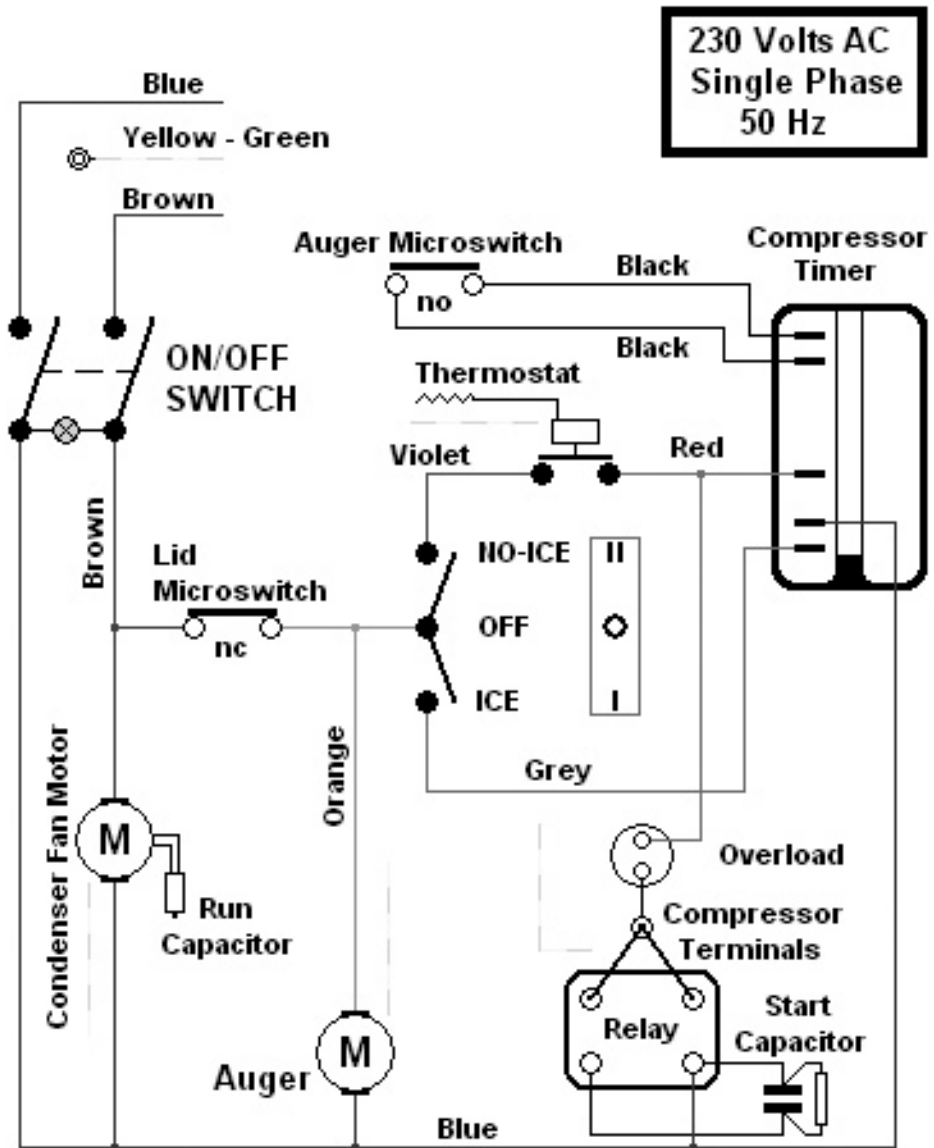 230 Volts AC
Single Phase
50 Hz
Blue
Yellow - Green
Brown
Auger Microswitch
no
Black
Black
Compressor
Timer
ON/OFF
SWITCH
Thermostat
Violet
Red
Brown
Lid
Microswitch
nc
NO-ICE
II
OFF
O
ICE
I
Orange
Grey
Condenser Fan Motor
M
Run
Capacitor
Overload
Compressor
Terminals
Relay
Start
Capacitor
M
Auger
Blue